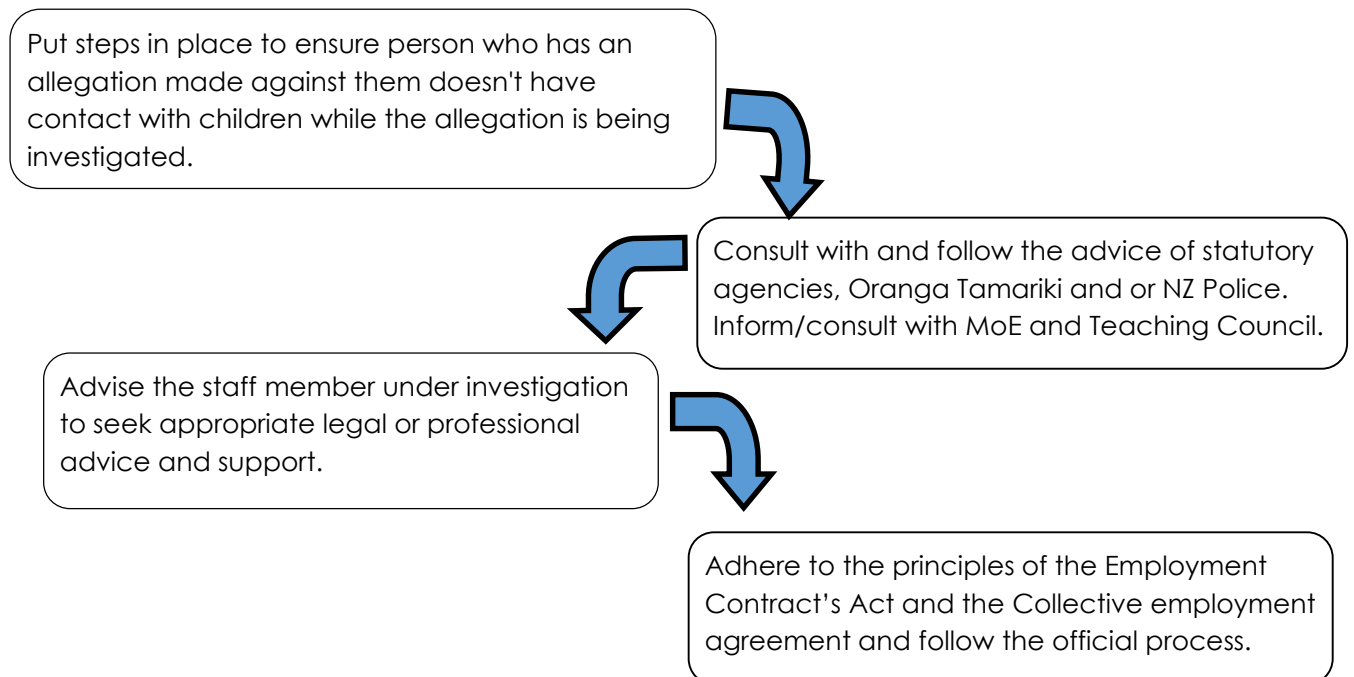 Put steps in place to ensure person who has an
allegation made against them doesn't have
contact with children while the allegation is being
investigated.
Consult with and follow the advice of statutory
agencies, Oranga Tamariki and or NZ Police.
Inform/consult with MoE and Teaching Council.
Advise the staff member under investigation
to seek appropriate legal or professional
advice and support.
Adhere to the principles of the Employment
Contract’s Act and the Collective employment
agreement and follow the official process.